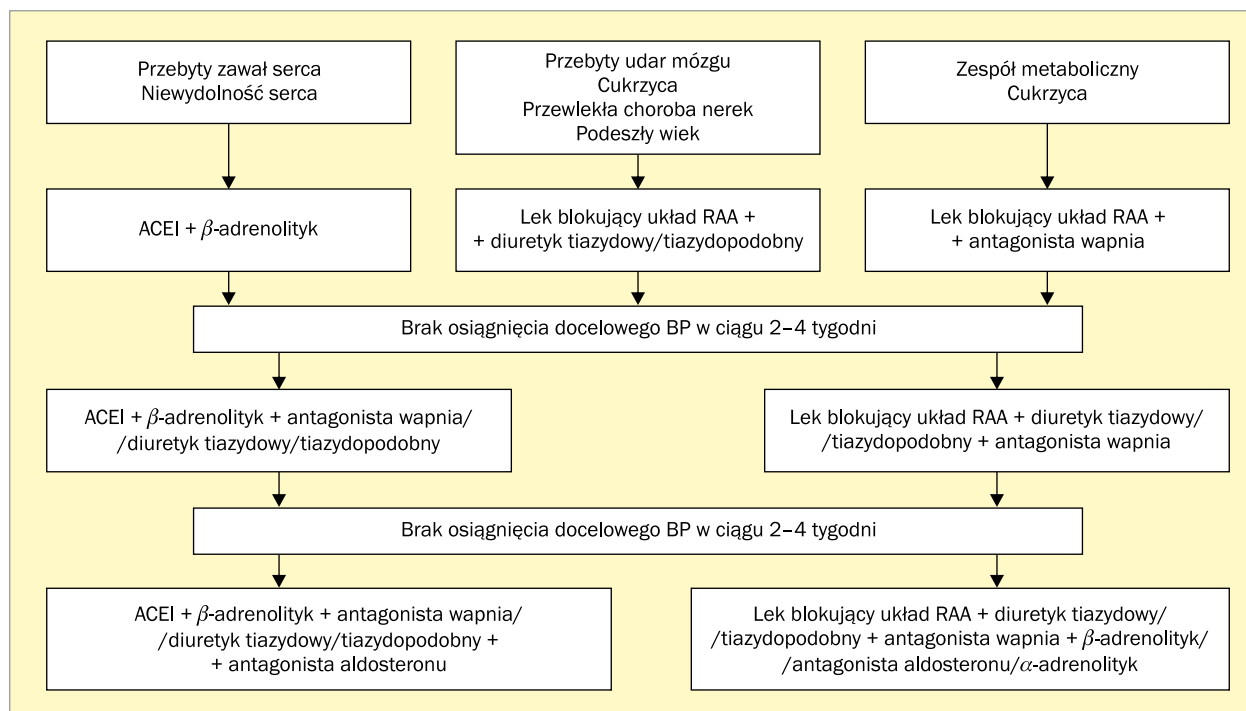 Przebyty zawał serca
Niewydolność serca
Przebyty udar mózgu
Cukrzyca
Przewlekła choroba nerek
Podeszły wiek
Zespół metaboliczny
Cukrzyca
ACEI + β-adrenolityk
Lek blokujący układ RAA +
+ diuretyk tiazydowy/tiazydopodobny
Lek blokujący układ RAA +
+ antagonista wapnia
Brak osiągnięcia docelowego BP w ciągu 2–4 tygodni
ACEI + β-adrenolityk + antagonista wapnia/
/diuretyk tiazydowy/tiazydopodobny
Lek blokujący układ RAA + diuretyk tiazydowy/
/tiazydopodobny + antagonista wapnia
Brak osiągnięcia docelowego BP w ciągu 2–4 tygodni
ACEI + β-adrenolityk + antagonista wapnia/
/diuretyk tiazydowy/tiazydopodobny +
+ antagonista aldosteronu
Lek blokujący układ RAA + diuretyk tiazydowy/
/tiazydopodobny + antagonista wapnia + β-adrenolityk/
/antagonista aldosteronu/α-adrenolityk